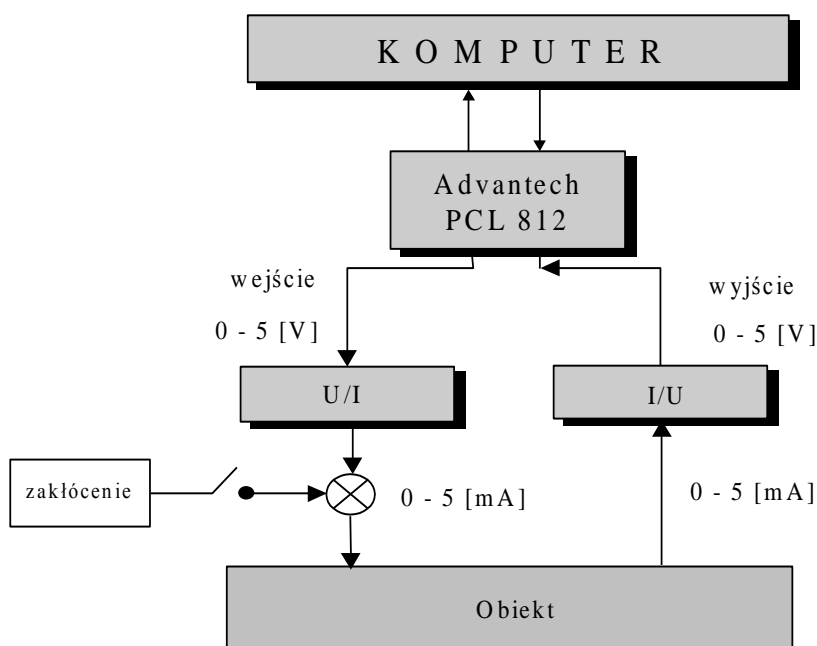 KOMPUTER
Advantech
PCL 812
wejście
0 - 5 [V]
wyjście
0 - 5 [V]
U/I
I/U
zakłócenie
0 - 5 [mA]
0 - 5 [mA]
Obiekt